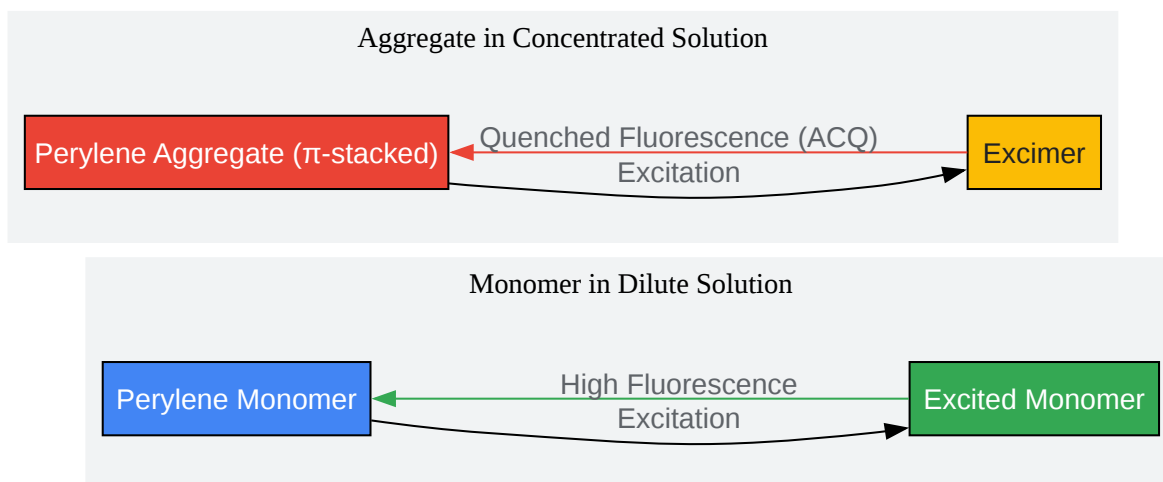 Aggregate in Concentrated Solution
Quenched Fluorescence (ACQ)
Perylene Aggregate (π-stacked)
Excimer
Excitation
Monomer in Dilute Solution
High Fluorescence
Perylene Monomer
Excited Monomer
Excitation